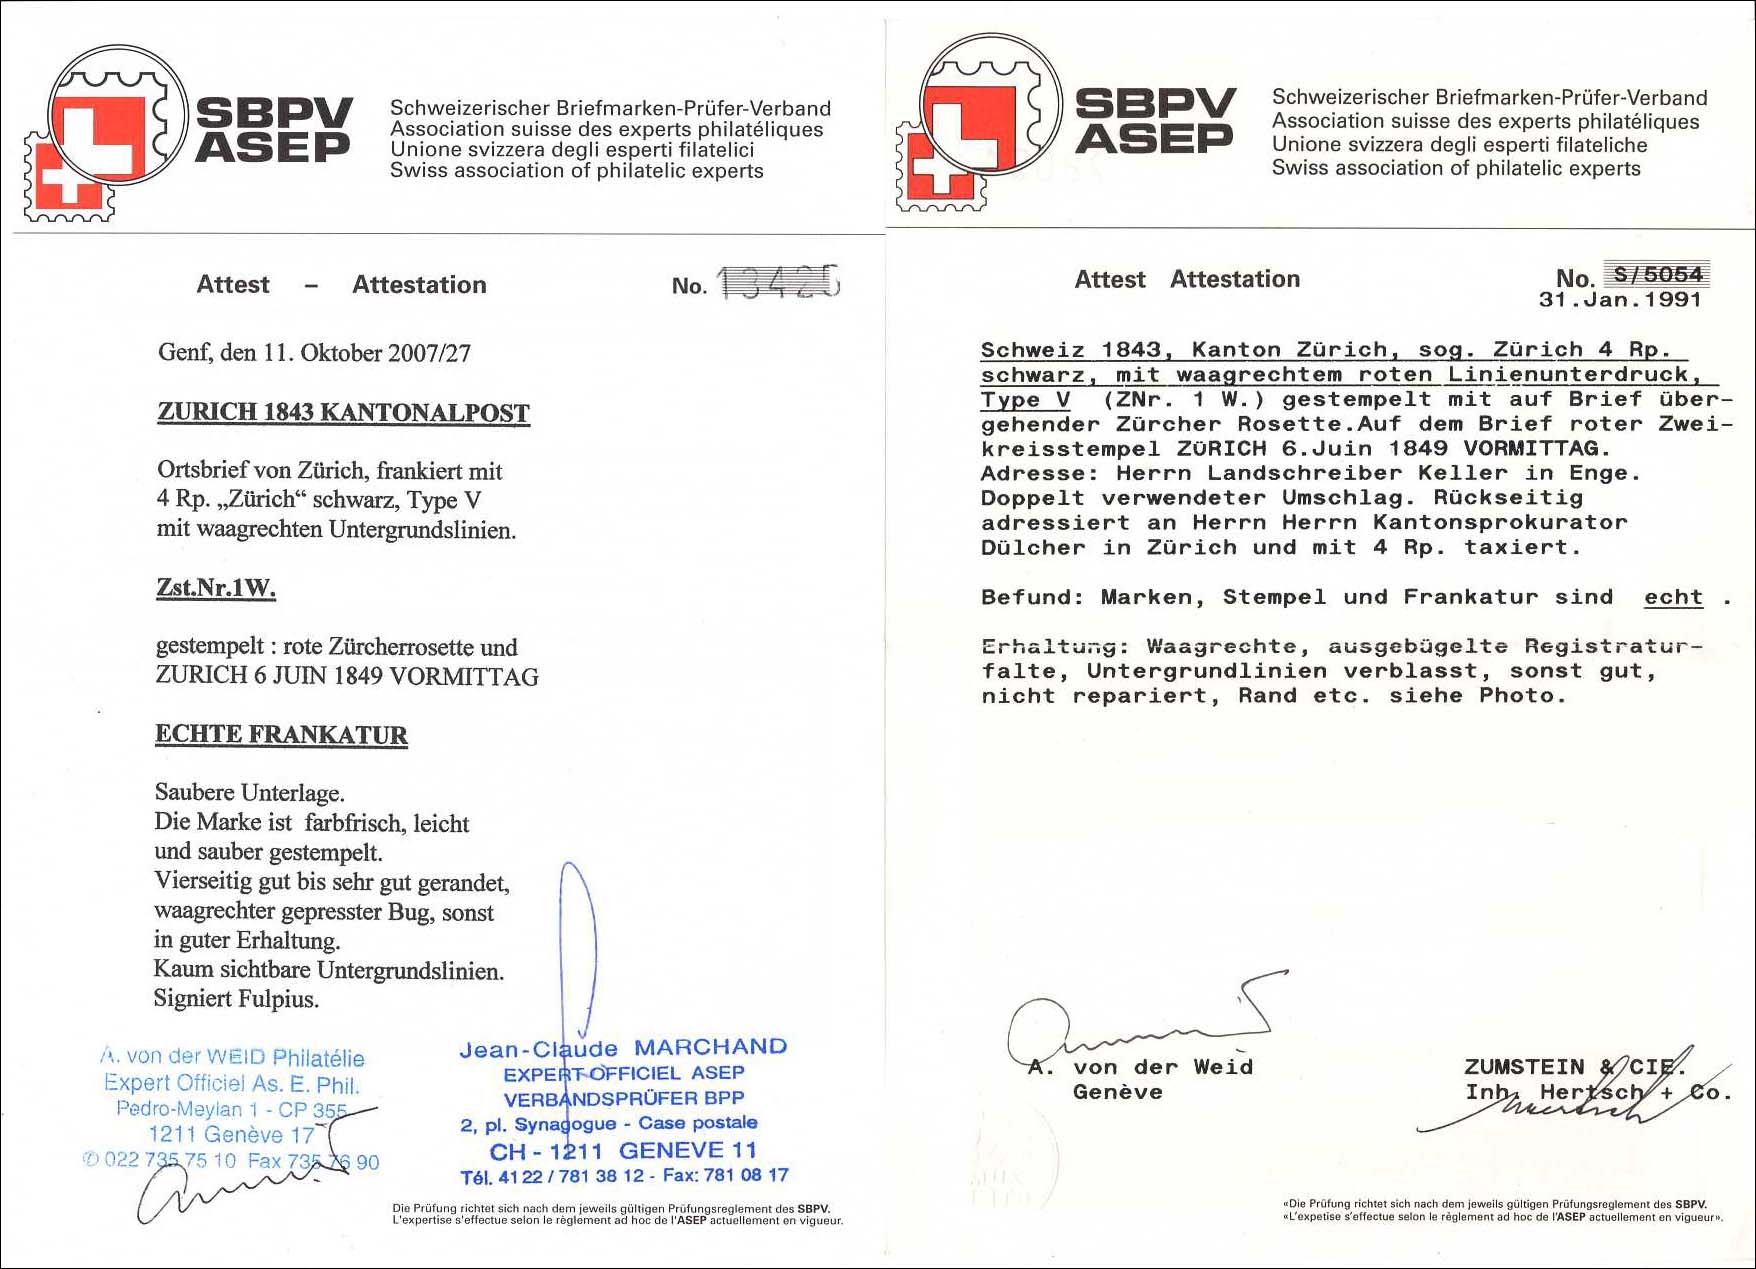 SBPV
ASEP
Schweizerischer Briefmarken-Prüfer-Verband
Association suisse des experts philatéliques
Unione svizzera degli esperti filatelici
Swiss association of philatelic experts
Attest – Attestation No. 13425
Genf, den 11. Oktober 2007/27
ZURICH 1843 KANTONALPOST
Ortsbrief von Zürich, frankiert mit
4 Rp. „Zürich“ schwarz, Type V
mit waagrechten Untergrundslinien.
Zst.Nr.1W.
gestempelt : rote Zürcherrosette und
ZURICH 6 JUIN 1849 VORMITTAG
ECHTE FRANKATUR
Saubere Unterlage.
Die Marke ist farbfrisch, leicht
und sauber gestempelt.
Vierseitig gut bis sehr gut gerandet,
waagrechter gepresster Bug, sonst
in guter Erhaltung.
Kaum sichtbare Untergrundslinien.
Signiert Fulpius.
A. von der WEID Philatélie
Expert Officiel As. E. Phil.
Pedro-Meylan 1 - CP 355
1211 Genève 17
✆ 022 735 75 10 Fax 735 76 90
Jean-Claude MARCHAND
EXPERT OFFICIEL ASEP
VERBANDSPRÜFER BPP
2, pl. Synagogue - Case postale
CH - 1211 GENEVE 11
Tél. 41 22 / 781 38 12 - Fax: 781 08 17
Die Prüfung richtet sich nach dem jeweils gültigen Prüfungsreglement des SBPV.
L'expertise s'effectue selon le règlement ad hoc de l'ASEP actuellement en vigueur.
SBPV
ASEP
Schweizerischer Briefmarken-Prüfer-Verband
Association suisse des experts philatéliques
Unione svizzera degli esperti filateliche
Swiss association of philatelic experts
Attest Attestation No. S/5054
31.Jan.1991
Schweiz 1843, Kanton Zürich, sog. Zürich 4 Rp.
schwarz, mit waagrechtem roten Linienunterdruck,
Type V (ZNr. 1 W.) gestempelt mit auf Brief über-
gehender Zürcher Rosette.Auf dem Brief roter Zwei-
kreisstempel ZüRICH 6.Juin 1849 VORMITTAG.
Adresse: Herrn Landschreiber Keller in Enge.
Doppelt verwendeter Umschlag. Rückseitig
adressiert an Herrn Herrn Kantonsprokurator
Dülcher in Zürich und mit 4 Rp. taxiert.
Befund: Marken, Stempel und Frankatur sind echt .
Erhaltung: Waagrechte, ausgebügelte Registratur-
falte, Untergrundlinien verblasst, sonst gut,
nicht repariert, Rand etc. siehe Photo.
A. von der Weid
Genève
ZUMSTEIN & CIE.
Inh. Hertsch + Co.
«Die Prüfung richtet sich nach dem jeweils gültigen Prüfungsreglement des SBPV.
«L'expetise s'effectue selon le règlement ad hoc de l'ASEP actuellement en vigueur».